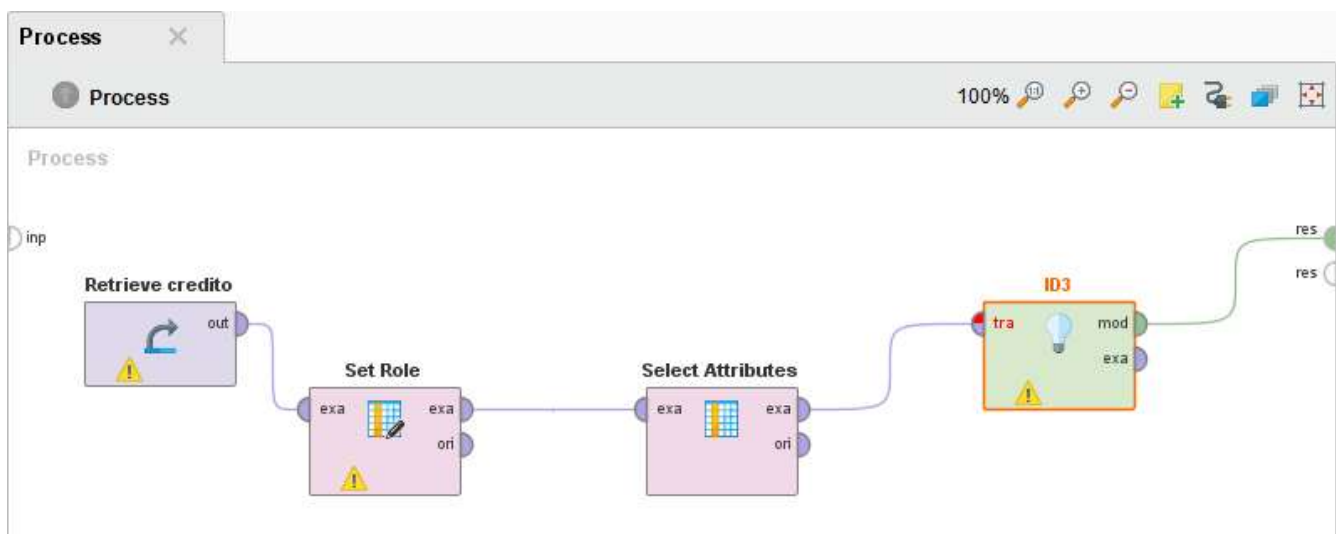 Process
Process
100%
Process
inp
res
res
Retrieve credito
out
Set Role
exa
exa
ori
Select Attributes
exa
exa
ori
ID3
tra
mod
exa